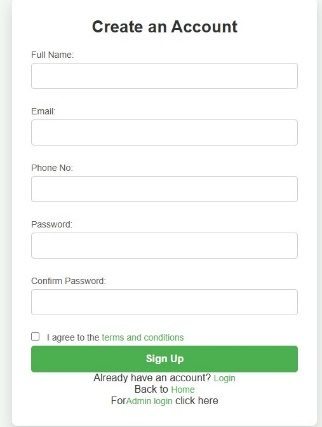 Create an Account
Full Name:
Email:
Phone No:
Password:
Confirm Password:
I agree to the terms and conditions
Sign Up
Already have an account? Login
Back to Home
ForAdmin login click here